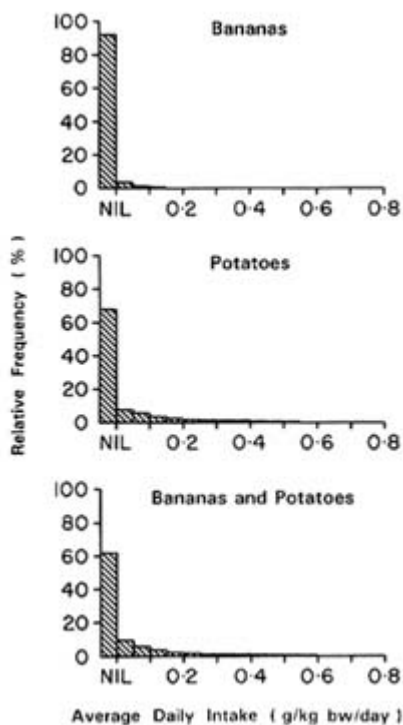 Bananas
100
80
60
40
20
0
NIL 0·2 0·4 0·6 0·8
Potatoes
100
80
60
40
20
0
NIL 0·2 0·4 0·6 0·8
Relative Frequency ( % )
Bananas and Potatoes
100
80
60
40
20
0
NIL 0·2 0·4 0·6 0·8
Average Daily Intake ( g/kg bw/day )